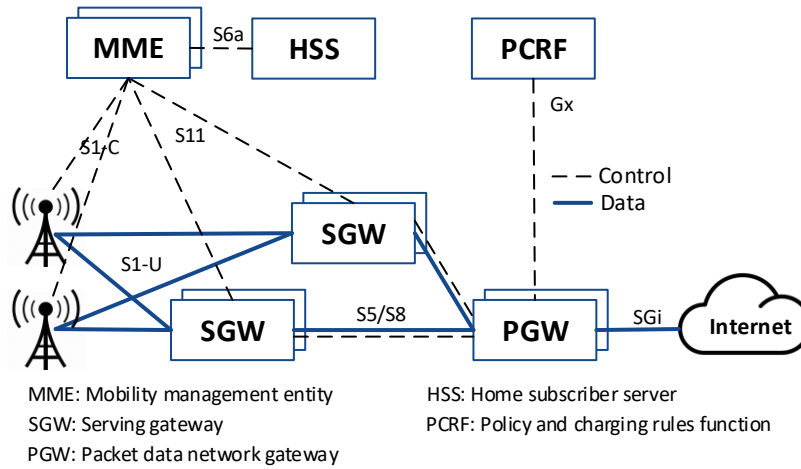 MME
S6a
HSS
PCRF
Gx
S1-C
S11
Control
Data
SGW
S1-U
SGW
S5/S8
PGW
SGi
Internet
MME: Mobility management entity
HSS: Home subscriber server
SGW: Serving gateway
PCRF: Policy and charging rules function
PGW: Packet data network gateway